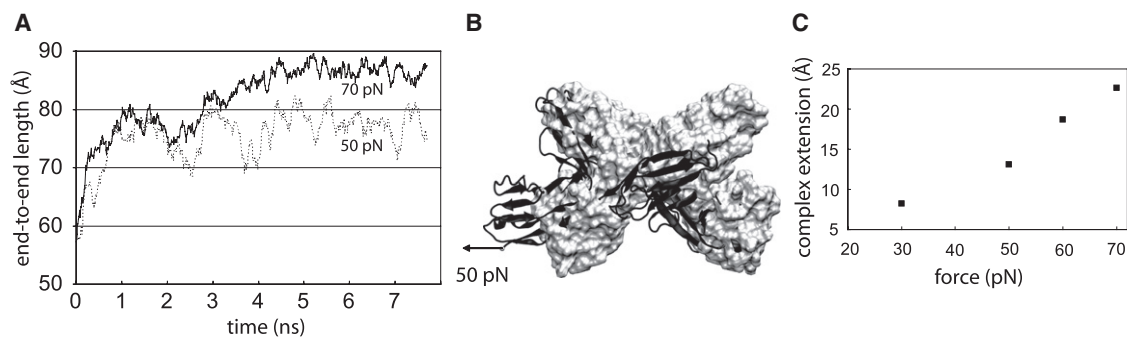 A
end-to-end length (Å)
90
80
70
60
50
70 pN
50 pN
0 1 2 3 4 5 6 7
time (ns)
B
50 pN
C
complex extension (Å)
25
20
15
10
5
20 30 40 50 60 70
force (pN)